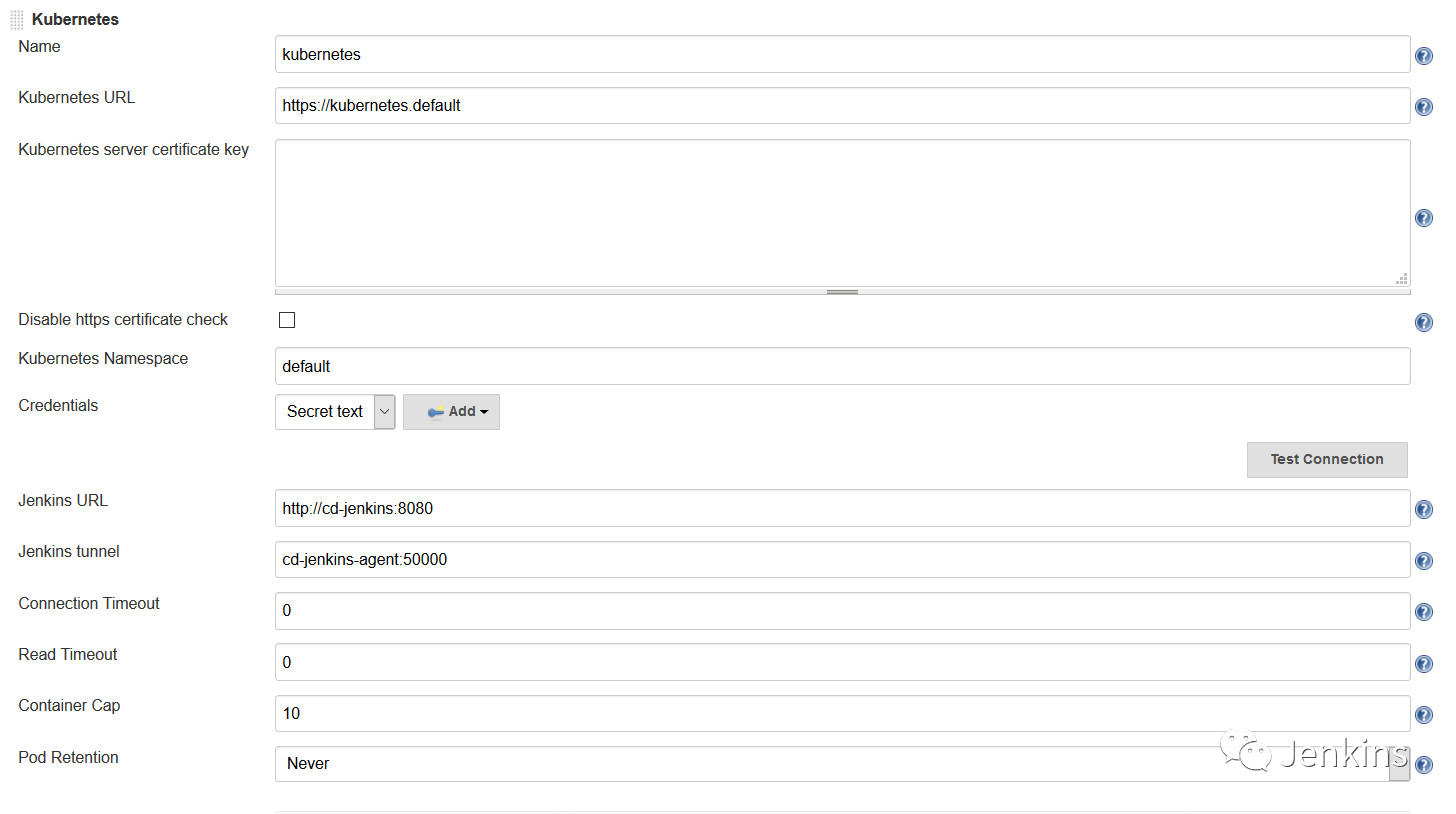 Kubernetes
Name
kubernetes
Kubernetes URL
https://kubernetes.default
Kubernetes server certificate key
Disable https certificate check
Kubernetes Namespace
default
Credentials
Secret text
Add
Test Connection
Jenkins URL
http://cd-jenkins:8080
Jenkins tunnel
cd-jenkins-agent:50000
Connection Timeout
0
Read Timeout
0
Container Cap
10
Pod Retention
Never
Jenkins